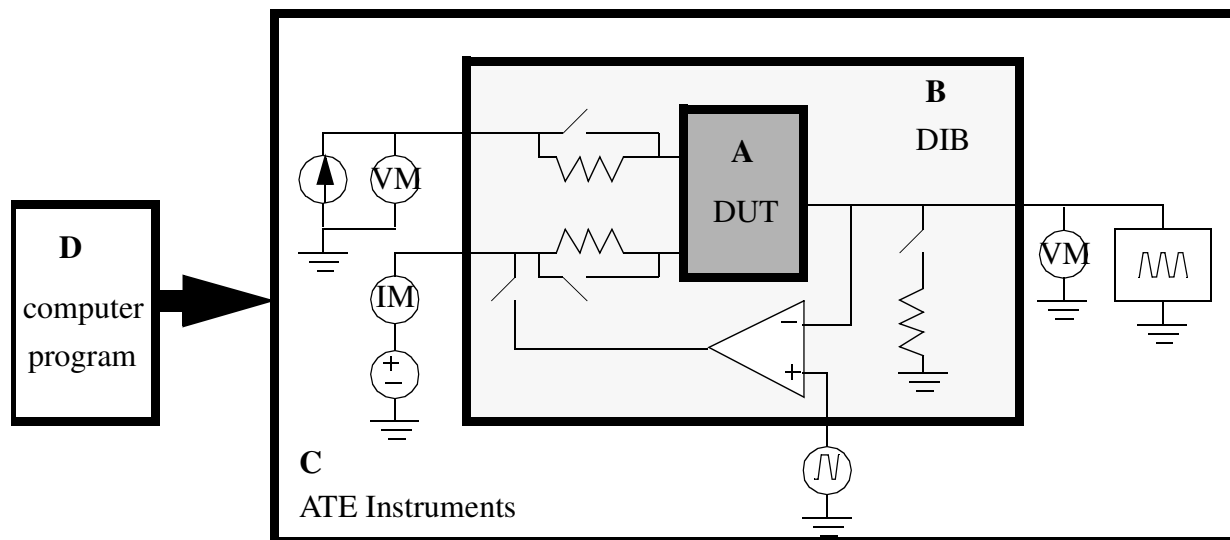 B
DIB
A
DUT
VM
D
computer
program
IM
+
−
−
+
VM
C
ATE Instruments